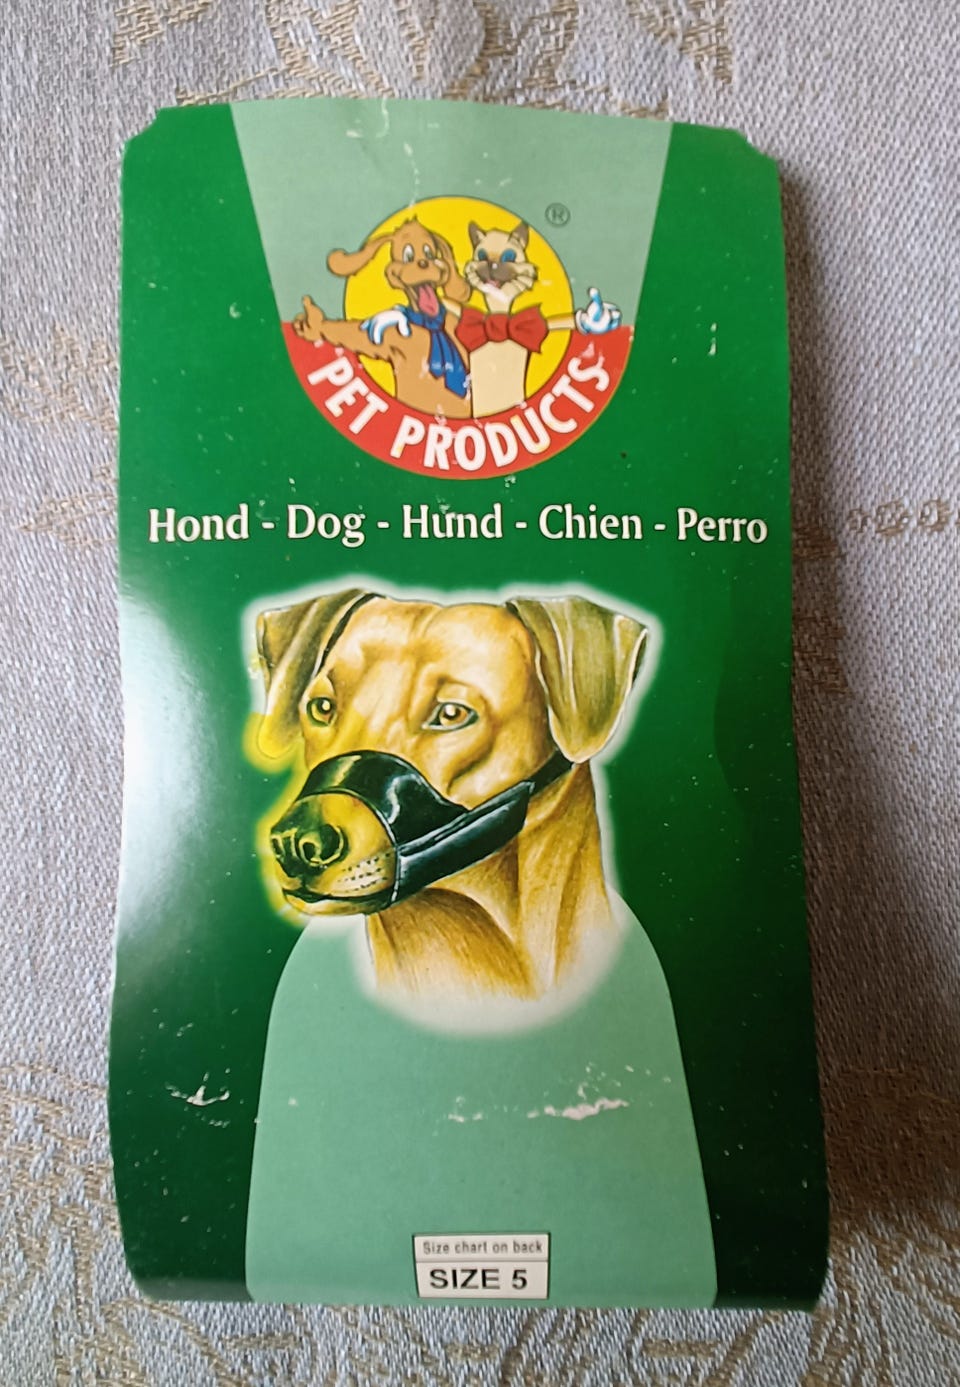 ®
PET PRODUCTS
Hond - Dog - Hund - Chien - Perro
Size chart on back
SIZE 5